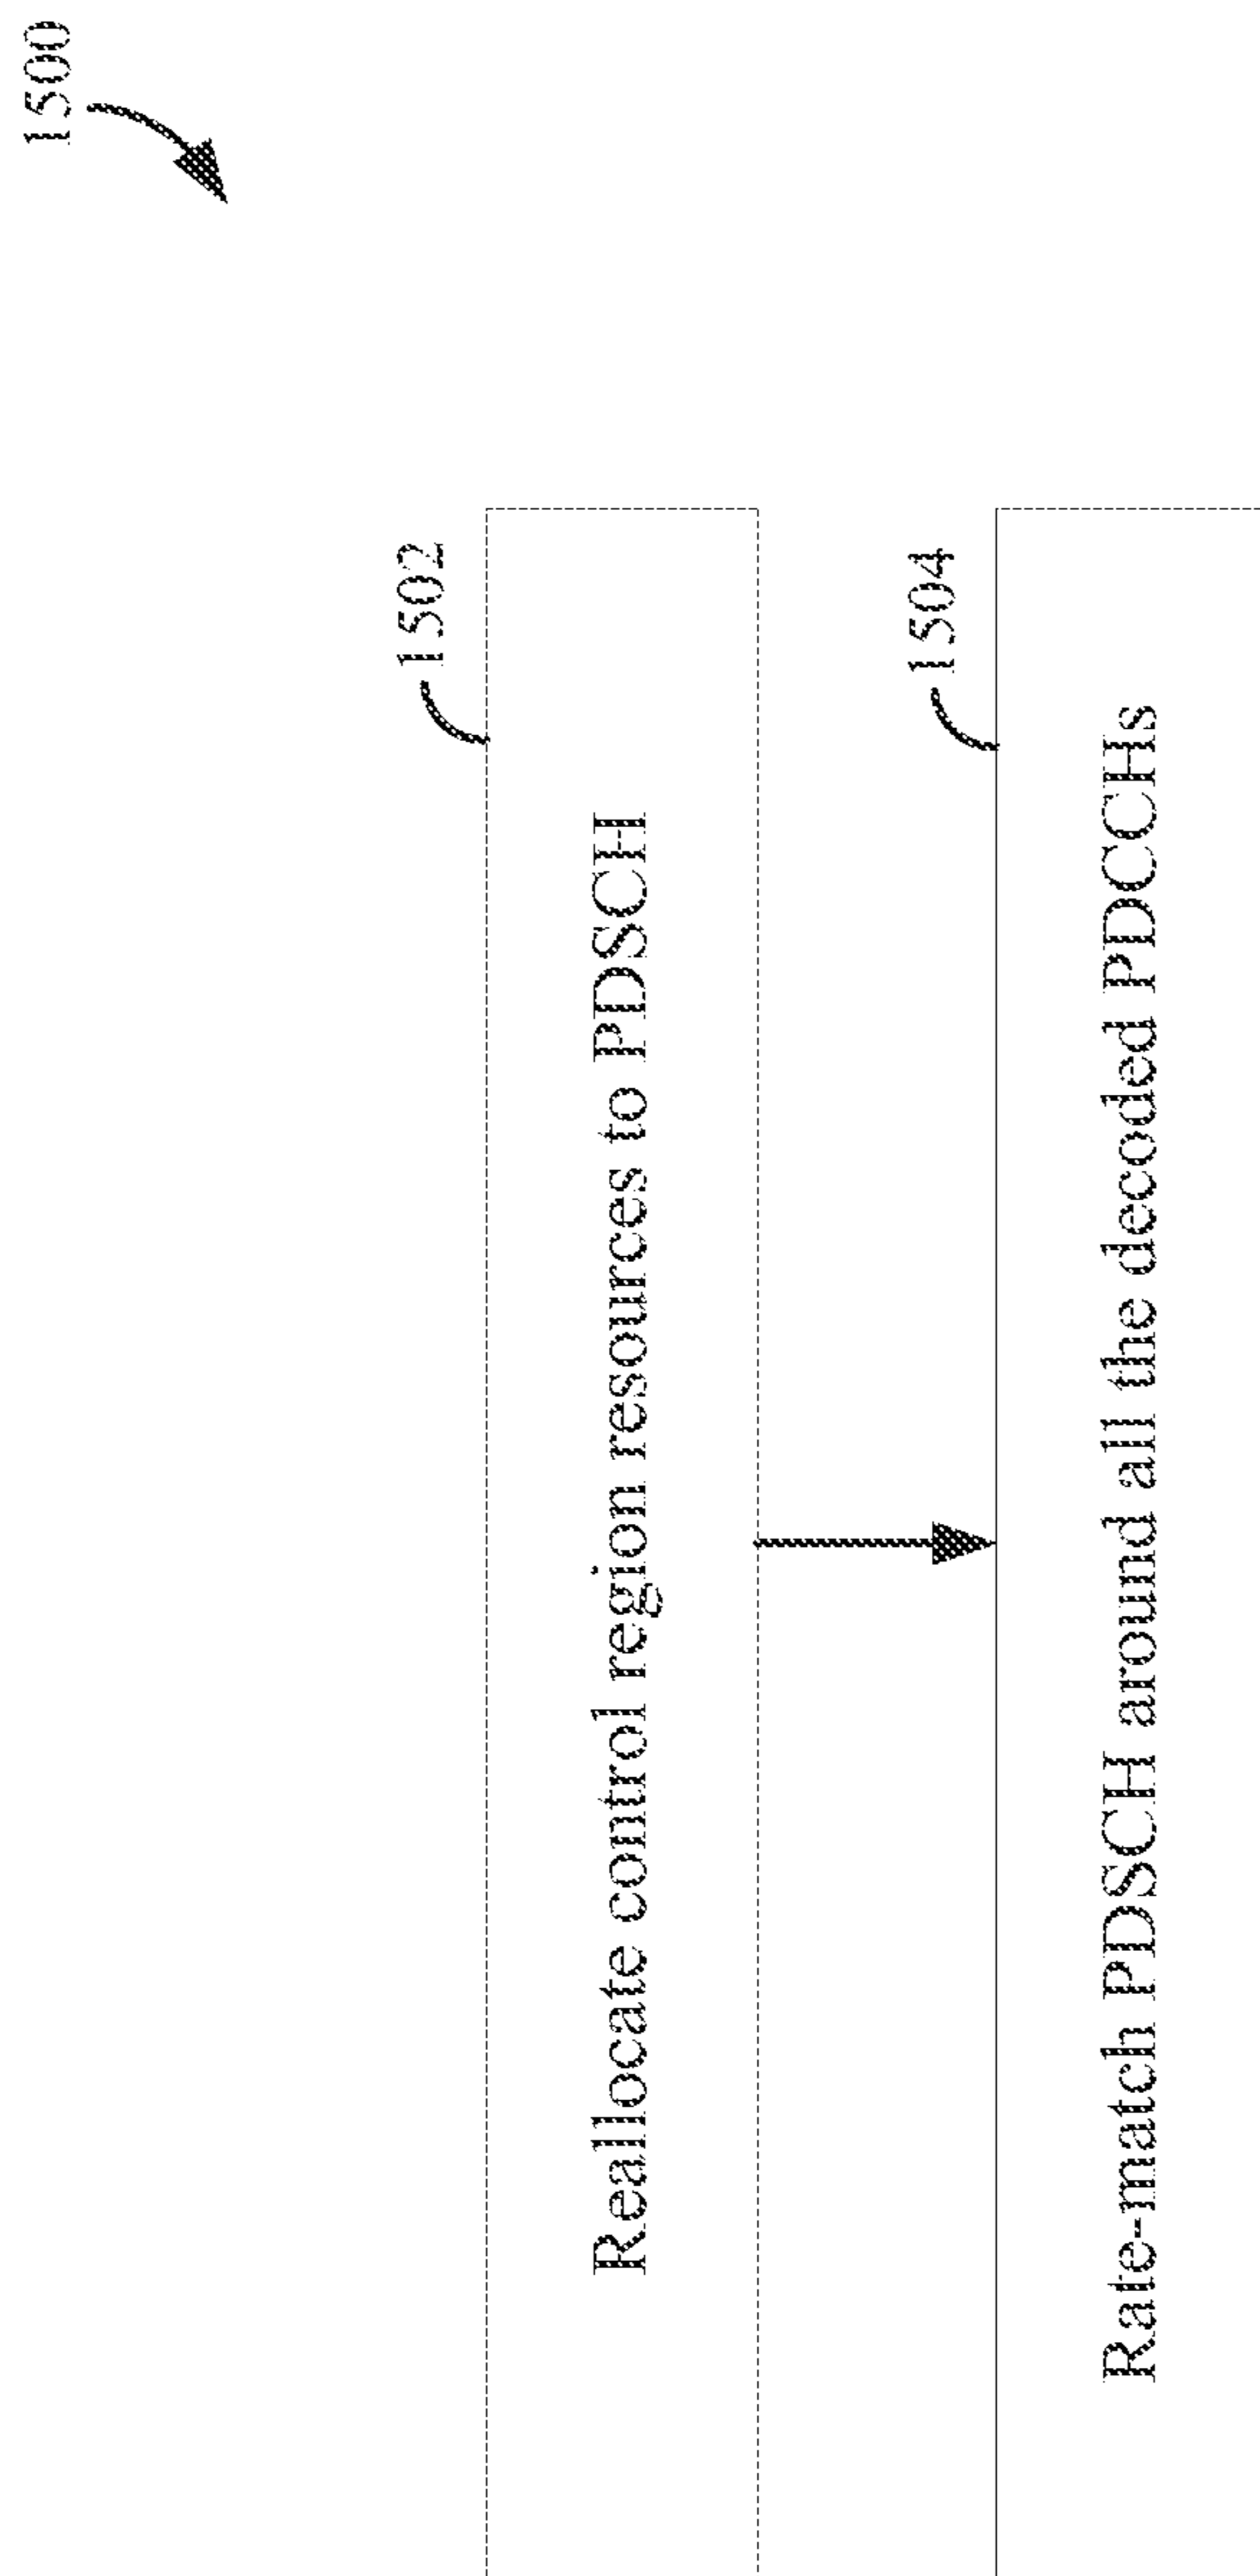 1500
1502
Reallocate control region resources to PDSCH
1504
Rate-match PDSCH around all the decoded PDCCHs